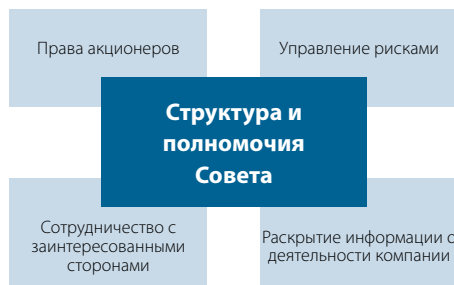 Права акционеров
Управление рисками
Структура и
полномочия
Совета
Сотрудничество с
заинтересованными
сторонами
Раскрытие информации о
деятельности компании